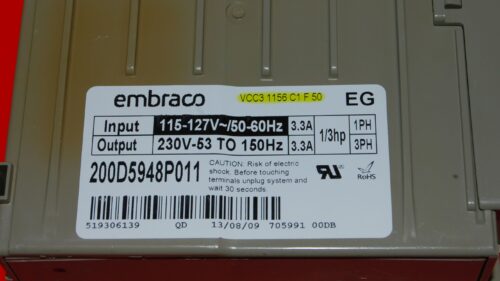 embraco VCC3 1156 C1 F 50 EG
Input 115-127V~/50-60Hz 3.3A 1/3hp 1PH
Output 230V-53 TO 150Hz 3.3A 3PH
200D5948P011
CAUTION: Risk of electric
shock. Before touching
terminals unplug system and
wait 30 seconds.
RU US
RoHS
519306139 QD 13/08/09 705991 00DB